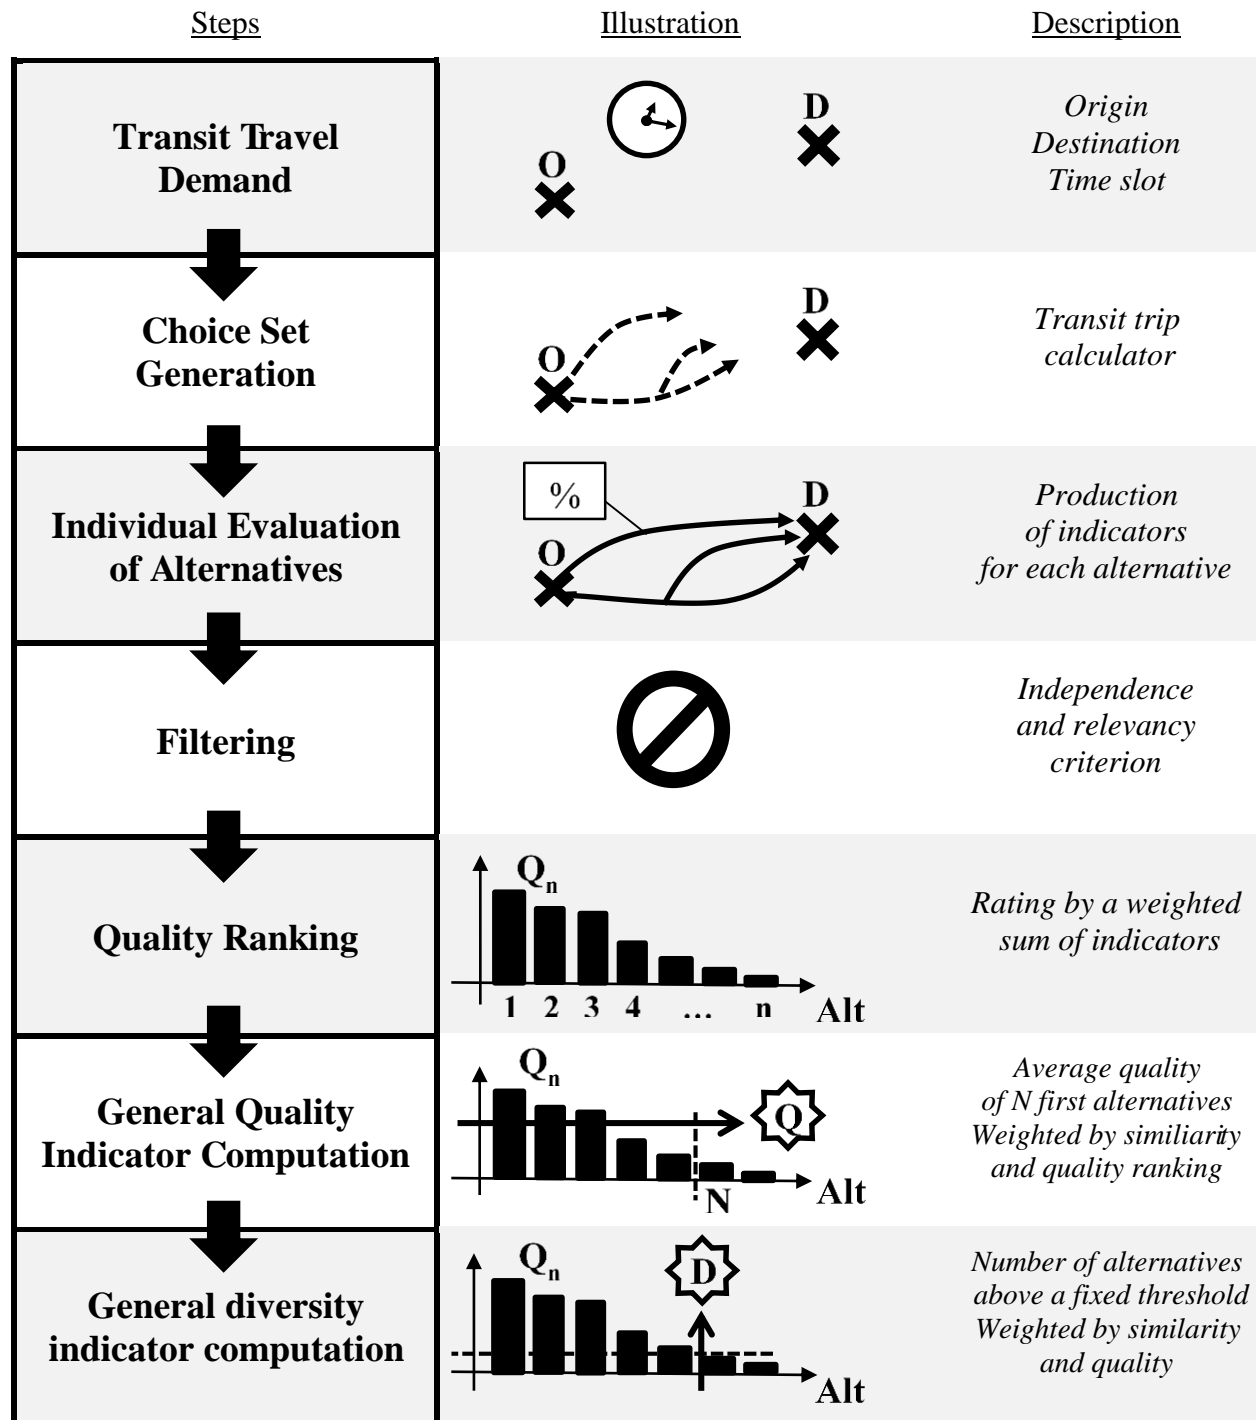 Steps Illustration Description
Transit Travel
Demand
O
D
Origin
Destination
Time slot
Choice Set
Generation
O
D
Transit trip
calculator
Individual Evaluation
of Alternatives
%
O
D
Production
of indicators
for each alternative
Filtering
Independence
and relevancy
criterion
Quality Ranking
Qn
1 2 3 4 ... n Alt
Rating by a weighted
sum of indicators
General Quality
Indicator Computation
Qn
Q
N Alt
Average quality
of N first alternatives
Weighted by similiarity
and quality ranking
General diversity
indicator computation
Qn
D
Alt
Number of alternatives
above a fixed threshold
Weighted by similarity
and quality